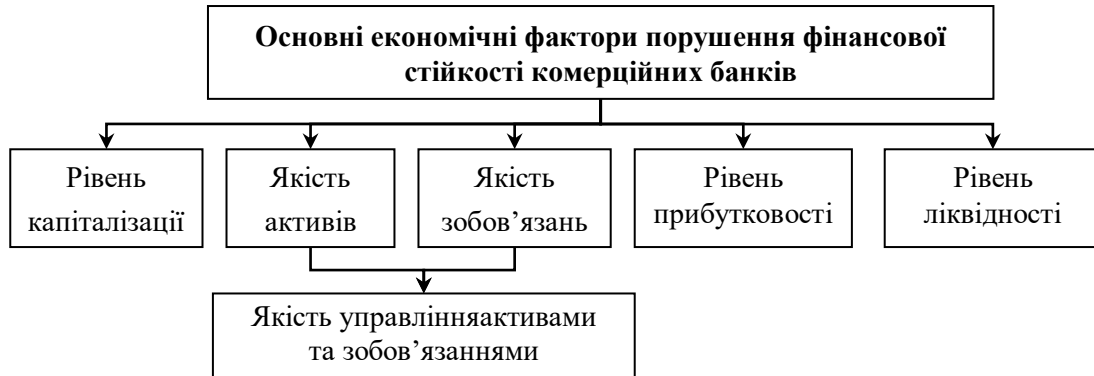 Основні економічні фактори порушення фінансової
стійкості комерційних банків
Рівень
капіталізації
Якість
активів
Якість
зобов’язань
Рівень
прибутковості
Рівень
ліквідності
Якість управлінняактивами
та зобов’язаннями